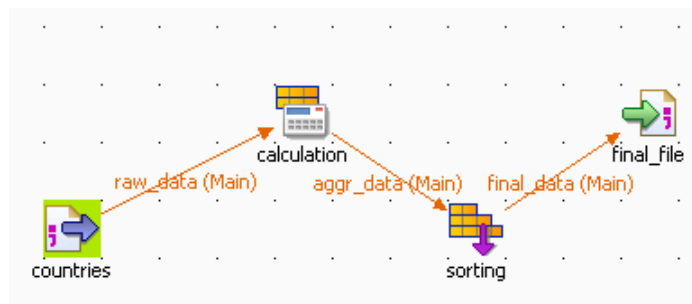 calculation
final_file
raw_data (Main)
aggr_data (Main)
final_data (Main)
countries
sorting